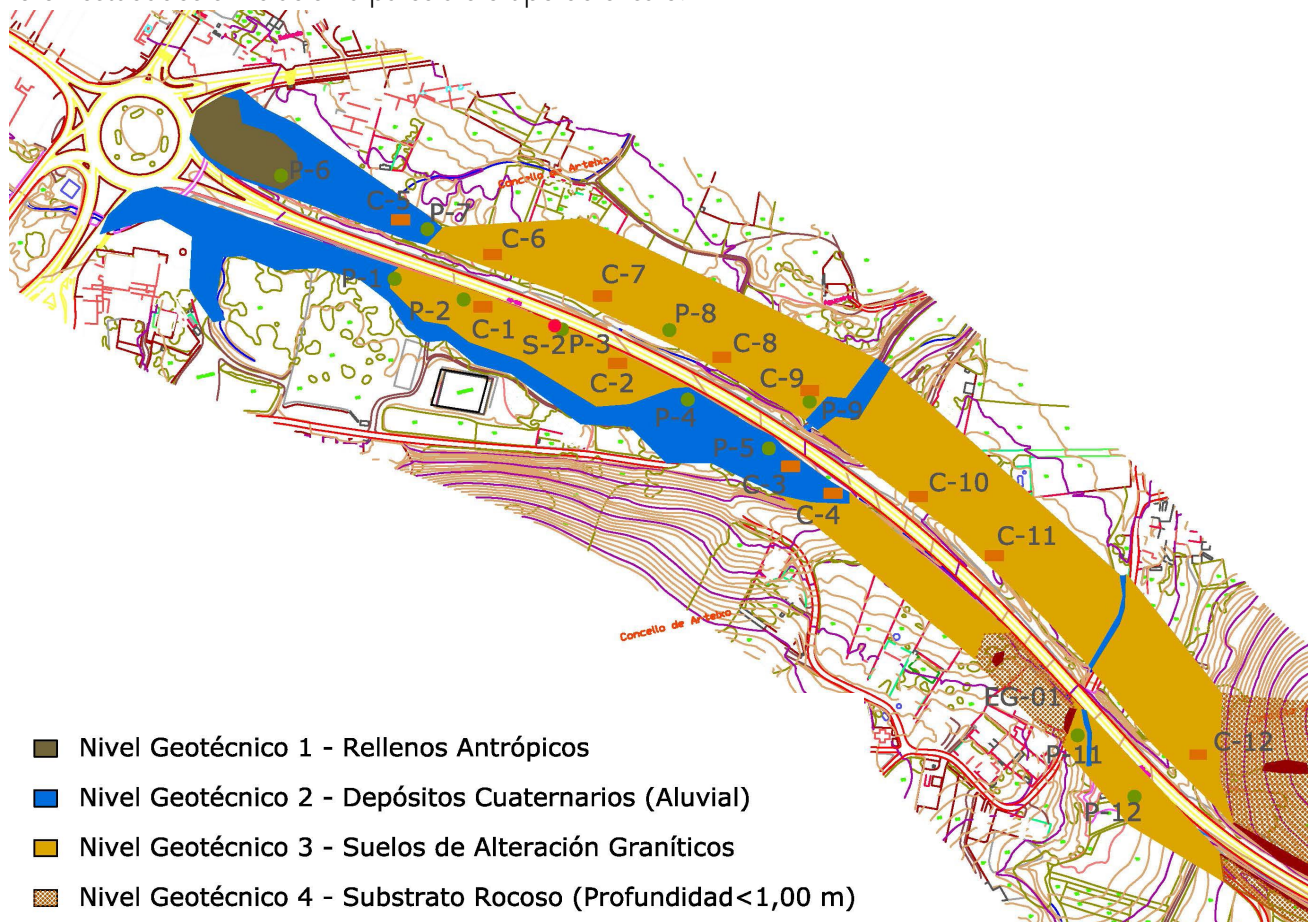 Concello de Arteixo
P-6
C-5
P-7
C-6
C-7
P-1
P-2
C-1
S-2
P-3
P-8
C-8
C-2
C-9
P-4
P-9
P-5
C-3
C-4
C-10
C-11
Concello de Arteixo
EG-01
P-11
C-12
P-12
Nivel Geotécnico 1 - Rellenos Antrópicos
Nivel Geotécnico 2 - Depósitos Cuaternarios (Aluvial)
Nivel Geotécnico 3 - Suelos de Alteración Graníticos
Nivel Geotécnico 4 - Substrato Rocoso (Profundidad<1,00 m)